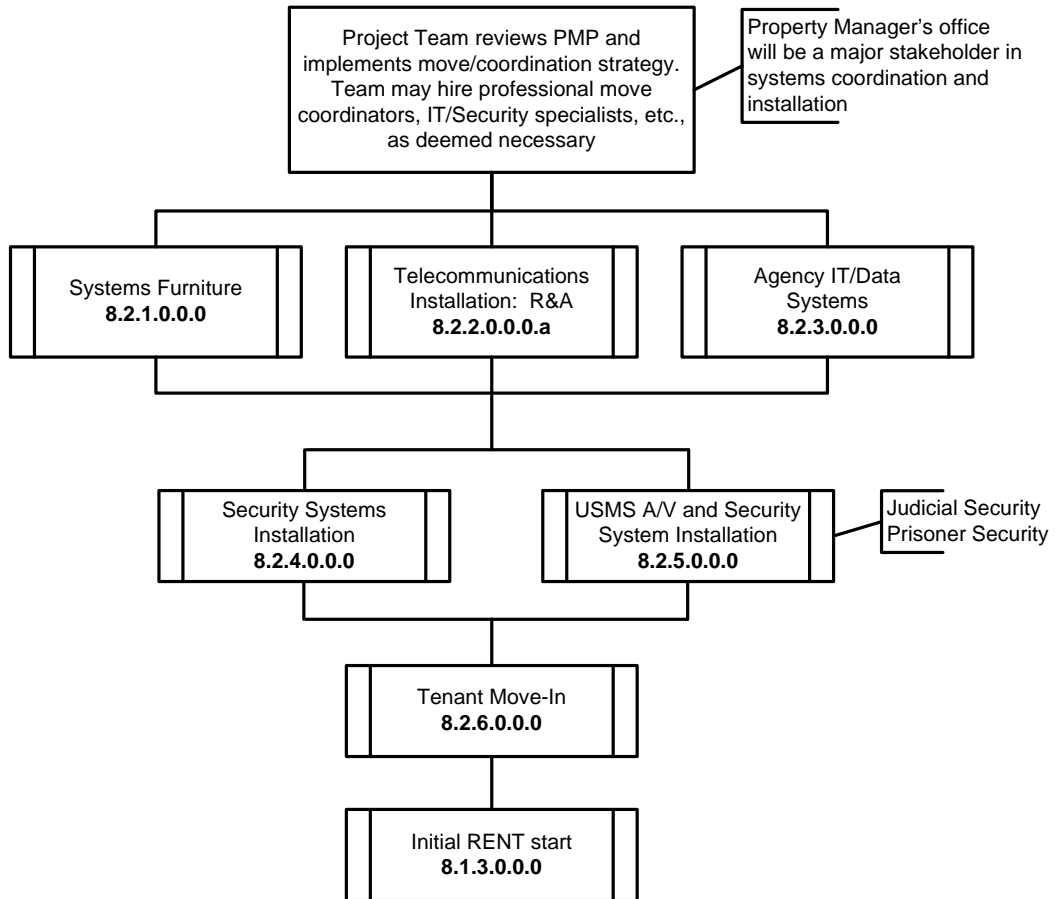 Project Team reviews PMP and
implements move/coordination strategy.
Team may hire professional move
coordinators, IT/Security specialists, etc.,
as deemed necessary
Property Manager’s office
will be a major stakeholder in
systems coordination and
installation
Systems Furniture
8.2.1.0.0.0
Telecommunications
Installation: R&A
8.2.2.0.0.0.a
Agency IT/Data
Systems
8.2.3.0.0.0
Security Systems
Installation
8.2.4.0.0.0
USMS A/V and Security
System Installation
8.2.5.0.0.0
Judicial Security
Prisoner Security
Tenant Move-In
8.2.6.0.0.0
Initial RENT start
8.1.3.0.0.0